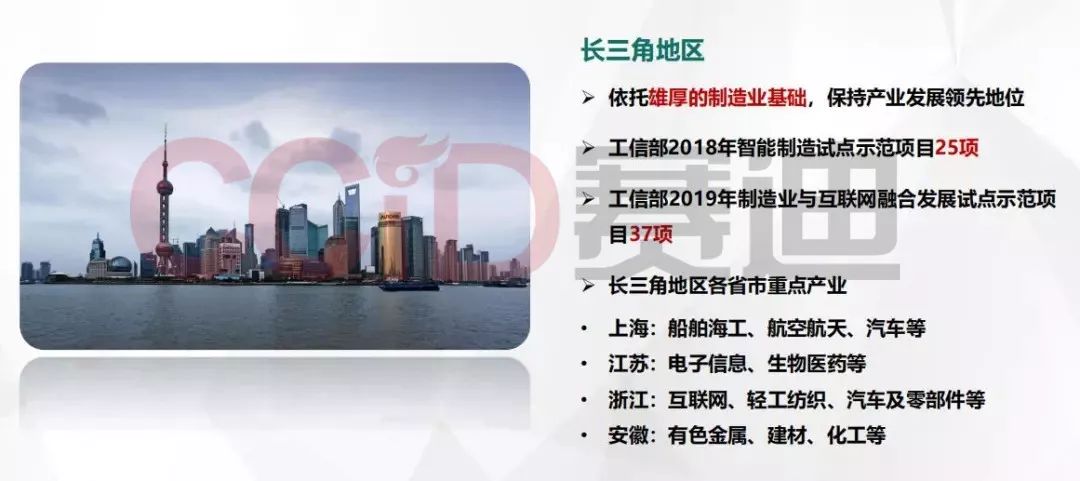 长三角地区
➢ 依托雄厚的制造业基础，保持产业发展领先地位
➢ 工信部2018年智能制造试点示范项目25项
➢ 工信部2019年制造业与互联网融合发展试点示范项
目37项
➢ 长三角地区各省市重点产业
• 上海：船舶海工、航空航天、汽车等
• 江苏：电子信息、生物医药等
• 浙江：互联网、轻工纺织、汽车及零部件等
• 安徽：有色金属、建材、化工等
CCiD赛迪